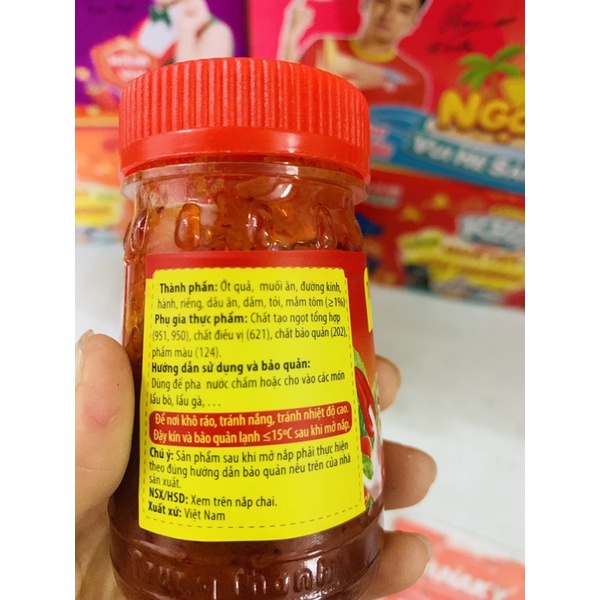 NGO
VUI HÈ SA
Thành phần: Ớt quả, muối ăn, đường kính,
hành, riềng, dầu ăn, dấm, tỏi, mắm tôm (≥1%)
Phụ gia thực phẩm: Chất tạo ngọt tổng hợp
(951, 950), chất điều vị (621), chất bảo quản (202),
phẩm màu (124).
Hướng dẫn sử dụng và bảo quản:
Dùng để pha nước chấm hoặc cho vào các món
lẩu bò, lẩu gà, . . .
Để nơi khô ráo, tránh nắng, tránh nhiệt độ cao.
Đậy kín và bảo quản lạnh ≤15°C sau khi mở nắp.
Chú ý: Sản phẩm sau khi mở nắp phải thực hiện
theo đúng hướng dẫn bảo quản nêu trên của nhà
sản xuất.
NSX/HSD: Xem trên nắp chai.
Xuất xứ: Việt Nam